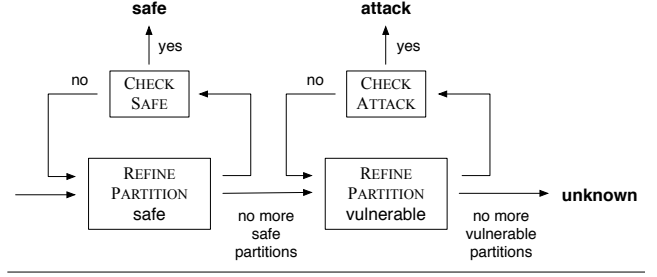 safe
attack
yes
yes
no
CHECK
SAFE
no
CHECK
ATTACK
REFINE
PARTITION
safe
REFINE
PARTITION
vulnerable
unknown
no more
safe
partitions
no more
vulnerable
partitions